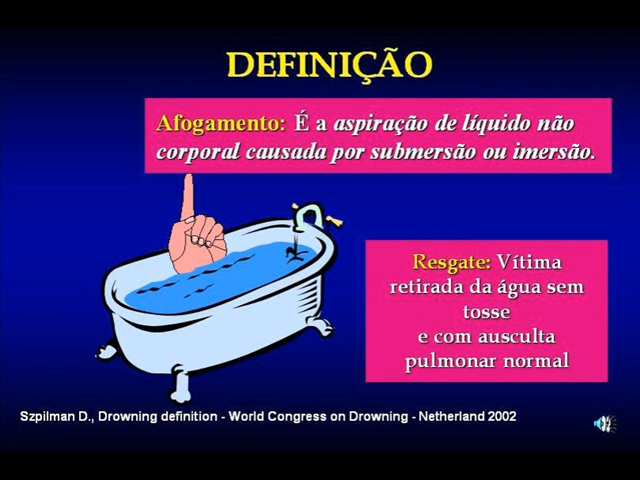 DEFINIÇÃO
Afogamento: É a aspiração de líquido não
corporal causada por submersão ou imersão.
Resgate: Vítima
retirada da água sem
tosse
e com ausculta
pulmonar normal
Szpilman D., Drowning definition - World Congress on Drowning - Netherland 2002